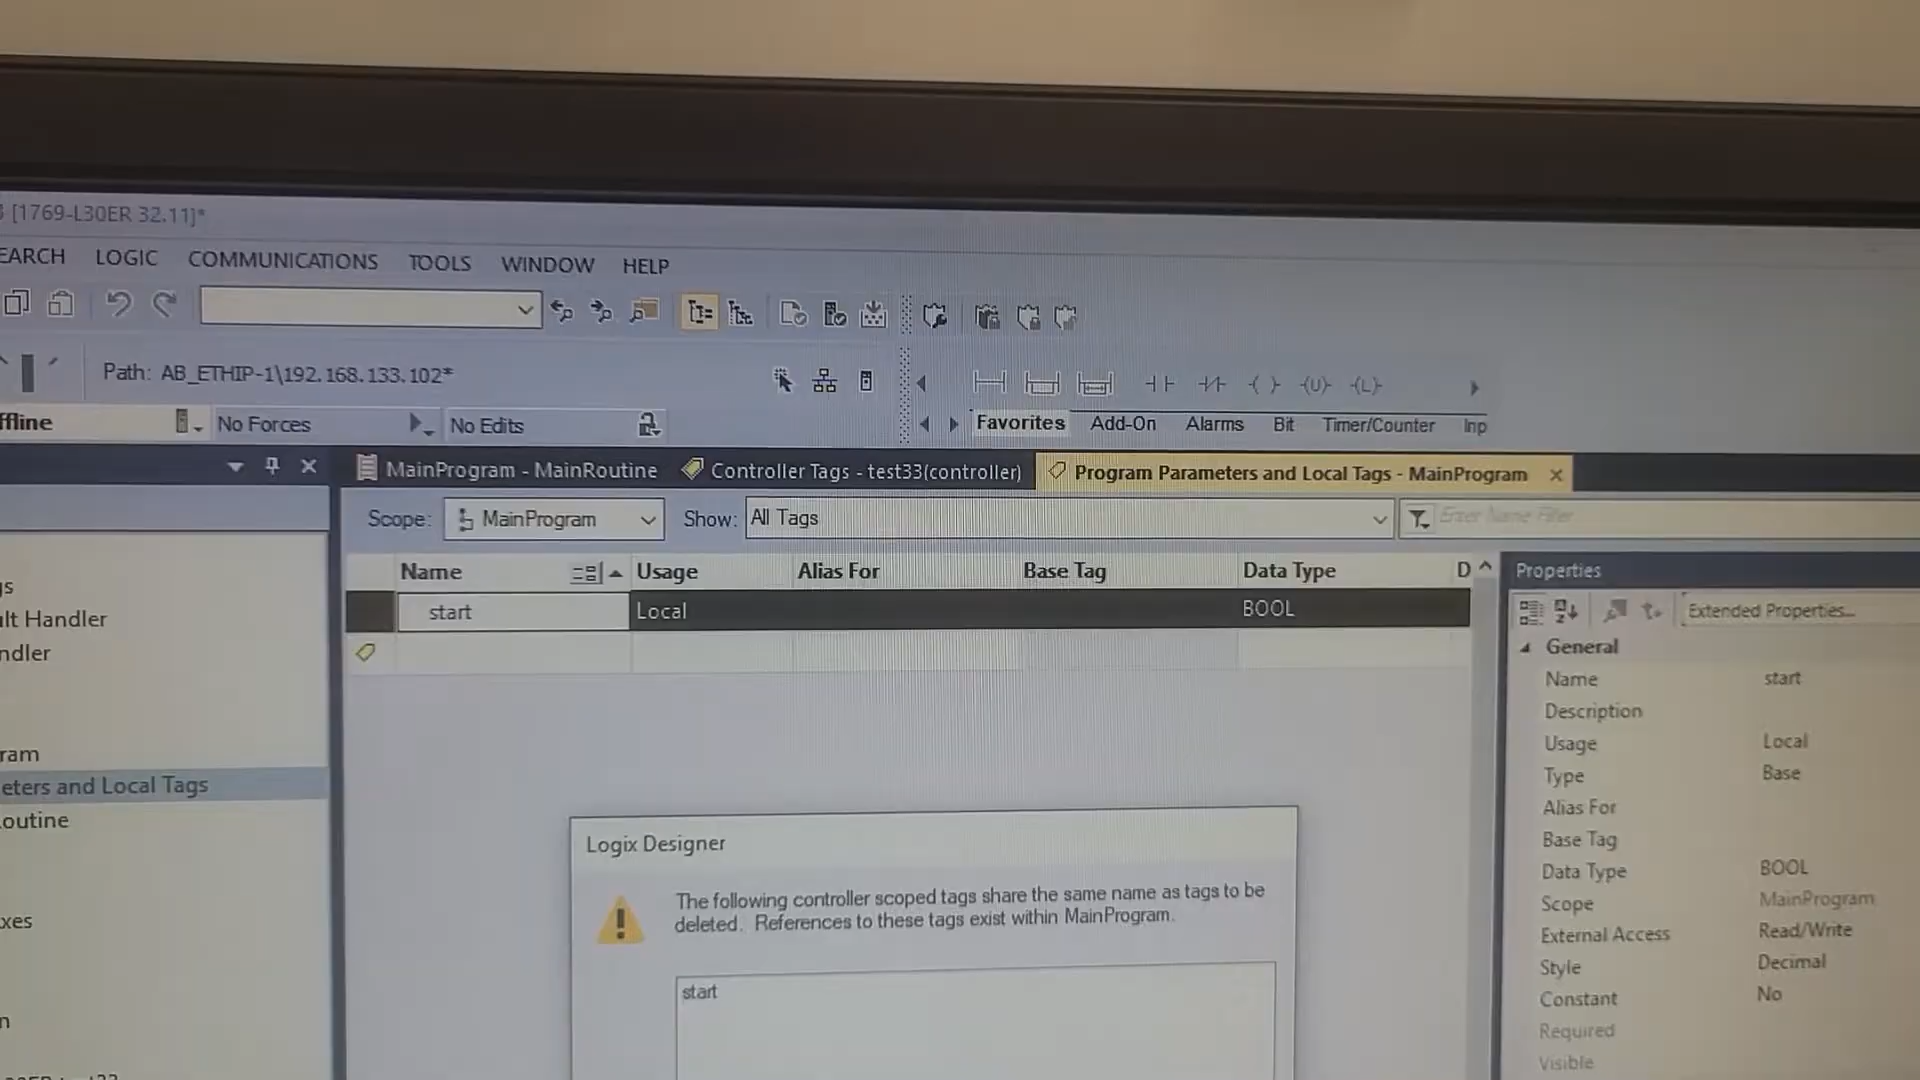 [1769-L30ER 32.11]*
EARCH LOGIC COMMUNICATIONS TOOLS WINDOW HELP
Path: AB_ETHIP-1\192.168.133.102*
ffline No Forces No Edits
Favorites Add-On Alarms Bit Timer/Counter Inp
MainProgram - MainRoutine Controller Tags - test33(controller) Program Parameters and Local Tags - MainProgram
Scope: MainProgram Show: All Tags Enter Name Filter
Name Usage Alias For Base Tag Data Type D
start Local BOOL
gs
ult Handler
ndler
ram
eters and Local Tags
outine
xes
n
Properties
Extended Properties...
General
Name start
Description
Usage Local
Type Base
Alias For
Base Tag
Data Type BOOL
Scope MainProgram
External Access Read/Write
Style Decimal
Constant No
Required
Visible
Logix Designer
The following controller scoped tags share the same name as tags to be
deleted. References to these tags exist within MainProgram.
start